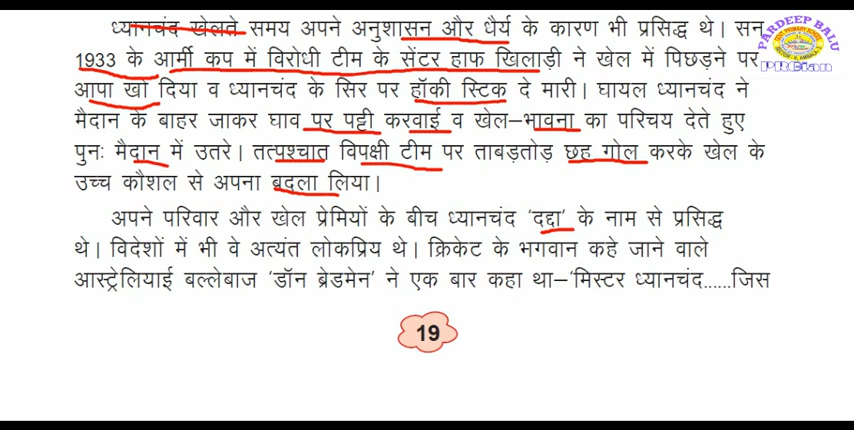 ध्यानचंद खेलते समय अपने अनुशासन और धैर्य के कारण भी प्रसिद्ध थे। सन
1933 के आर्मी कप में विरोधी टीम के सेंटर हाफ खिलाड़ी ने खेल में पिछड़ने पर
आपा खो दिया व ध्यानचंद के सिर पर हॉकी स्टिक दे मारी। घायल ध्यानचंद ने
मैदान के बाहर जाकर घाव पर पट्टी करवाई व खेल–भावना का परिचय देते हुए
पुनः मैदान में उतरे। तत्पश्चात विपक्षी टीम पर ताबड़तोड़ छह गोल करके खेल के
उच्च कौशल से अपना बदला लिया।
अपने परिवार और खेल प्रेमियों के बीच ध्यानचंद 'दद्दा' के नाम से प्रसिद्ध
थे। विदेशों में भी वे अत्यंत लोकप्रिय थे। क्रिकेट के भगवान कहे जाने वाले
आस्ट्रेलियाई बल्लेबाज 'डॉन ब्रेडमेन' ने एक बार कहा था–'मिस्टर ध्यानचंद......जिस
19
PARDEEP BALU
PRGian